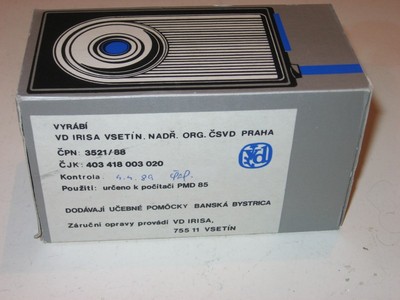 VYRÁBÍ
VD IRISA VSETÍN. NADŘ. ORG. ČSVD PRAHA
ČPN: 3521/88
ČJK: 403 418 003 020
Kontrola
Použití: určeno k počítači PMD 85
DODÁVAJÍ UČEBNÉ POMÔCKY BANSKÁ BYSTRICA
Záruční opravy provádí VD IRISA,
755 11 VSETÍN